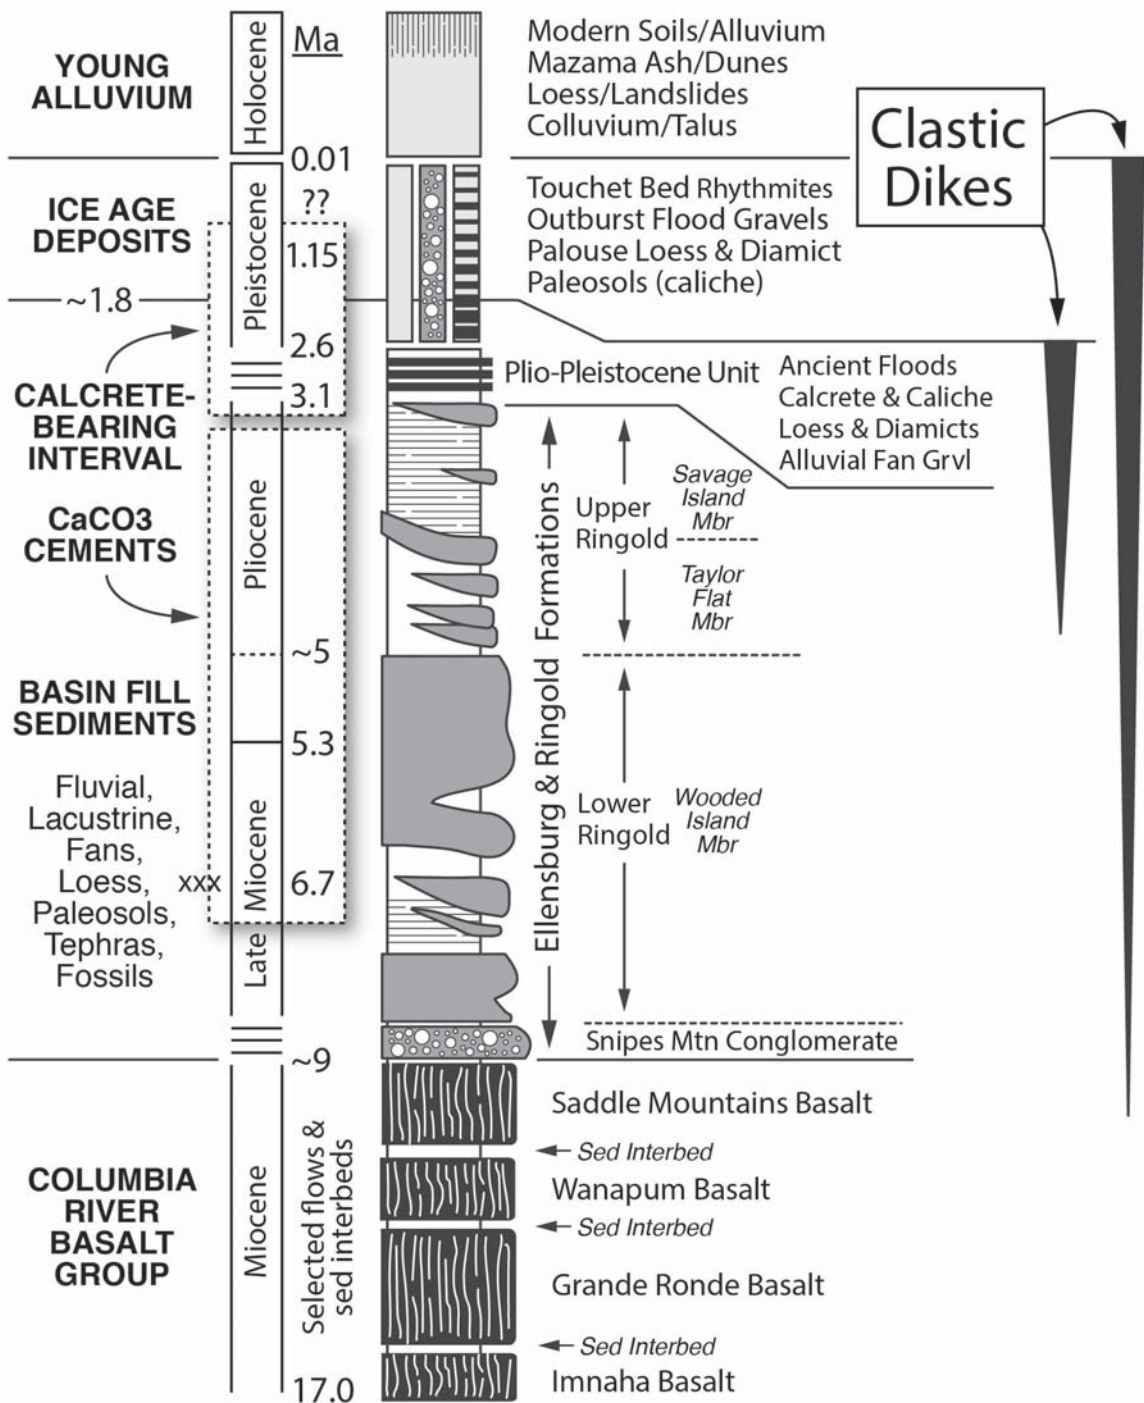 YOUNG
ALLUVIUM
Holocene
Ma
0.01
Modern Soils/Alluvium
Mazama Ash/Dunes
Loess/Landslides
Colluvium/Talus
Clastic
Dikes
ICE AGE
DEPOSITS
~1.8
Pleistocene
??
1.15
2.6
3.1
Touchet Bed Rhythmites
Outburst Flood Gravels
Palouse Loess & Diamict
Paleosols (caliche)
CALCRETE-
BEARING
INTERVAL
CaCO3
CEMENTS
Plio-Pleistocene Unit
Ancient Floods
Calcrete & Caliche
Loess & Diamicts
Alluvial Fan Grvl
Pliocene
~5
5.3
Ellensburg & Ringold Formations
Upper
Ringold
Savage
Island
Mbr
Taylor
Flat
Mbr
BASIN FILL
SEDIMENTS
Fluvial,
Lacustrine,
Fans,
Loess,
Paleosols,
Tephras,
Fossils
xxx
Late Miocene
6.7
~9
Lower
Ringold
Wooded
Island
Mbr
Snipes Mtn Conglomerate
COLUMBIA
RIVER
BASALT
GROUP
Miocene
Selected flows &
sed interbeds
17.0
Saddle Mountains Basalt
Sed Interbed
Wanapum Basalt
Sed Interbed
Grande Ronde Basalt
Sed Interbed
Imnaha Basalt